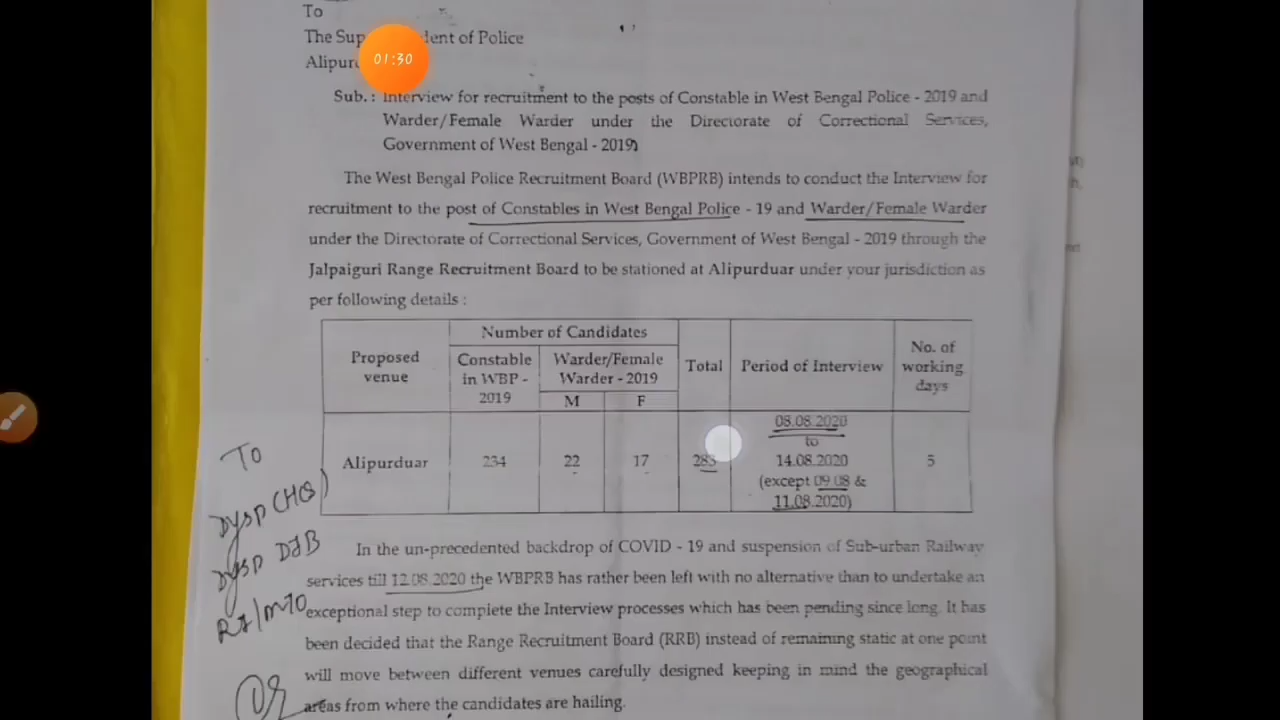 To
The Sup dent of Police
Alipur
01:30
Sub. : Interview for recruitment to the posts of Constable in West Bengal Police - 2019 and
Warder/Female Warder under the Directorate of Correctional Services,
Government of West Bengal - 2019
The West Bengal Police Recruitment Board (WBPRB) intends to conduct the Interview for
recruitment to the post of Constables in West Bengal Police - 19 and Warder/Female Warder
under the Directorate of Correctional Services, Government of West Bengal - 2019 through the
Jalpaiguri Range Recruitment Board to be stationed at Alipurduar under your jurisdiction as
per following details :
Proposed venue
Number of Candidates
Constable in WBP - 2019
Warder/Female Warder - 2019
M
F
Total
Period of Interview
No. of working days
Alipurduar
234
22
17
08.08.2020
to
14.08.2020
(except 09.08 &
11.08.2020)
5
To
DYSP (HQ)
DYSP DIB
In the un-precedented backdrop of COVID - 19 and suspension of Sub-urban Railway
services till 12.08.2020 the WBPRB has rather been left with no alternative than to undertake an
exceptional step to complete the Interview processes which has been pending since long. It has
been decided that the Range Recruitment Board (RRB) instead of remaining static at one point
will move between different venues carefully designed keeping in mind the geographical
areas from where the candidates are hailing.